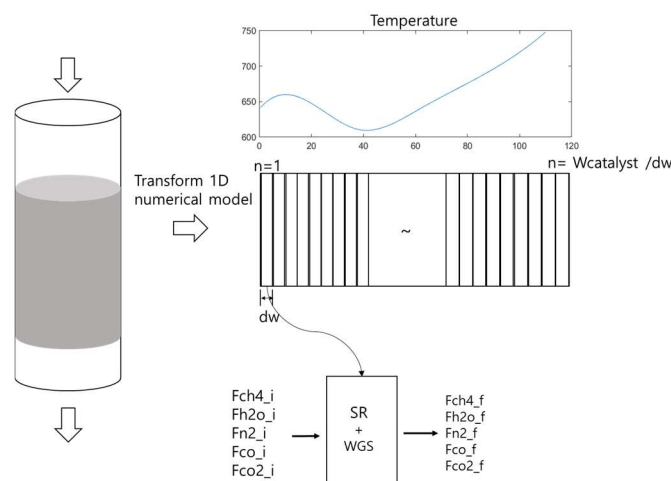 Temperature
750
700
650
600
0
20
40
60
80
100
120
n=1
n= Wcatalyst /dw
Transform 1D
numerical model
~
dw
Fch4_i
Fh2o_i
Fn2_i
Fco_i
Fco2_i
SR
+
WGS
Fch4_f
Fh2o_f
Fn2_f
Fco_f
Fco2_f